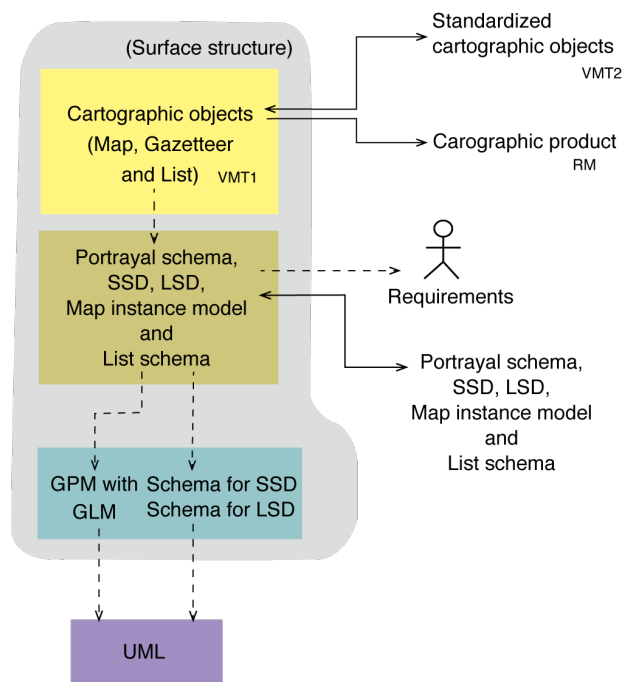 (Surface structure)
Cartographic objects
(Map, Gazetteer
and List) VMT1
Standardized
cartographic objects
VMT2
Carographic product
RM
Portrayal schema,
SSD, LSD,
Map instance model
and
List schema
Requirements
Portrayal schema,
SSD, LSD,
Map instance model
and
List schema
GPM with
GLM
Schema for SSD
Schema for LSD
UML